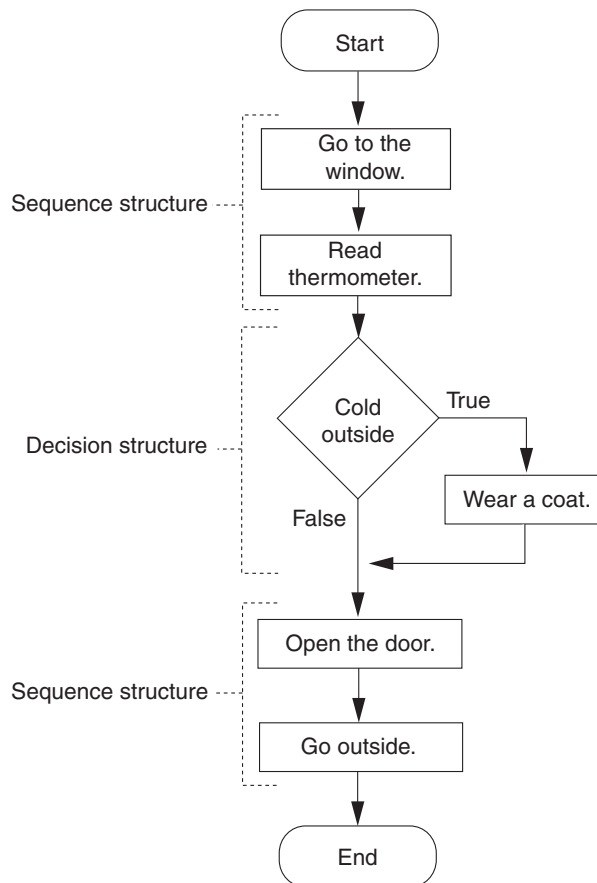 Start
Go to the
window.
Sequence structure
Read
thermometer.
Cold
outside
True
Decision structure
Wear a coat.
False
Open the door.
Sequence structure
Go outside.
End